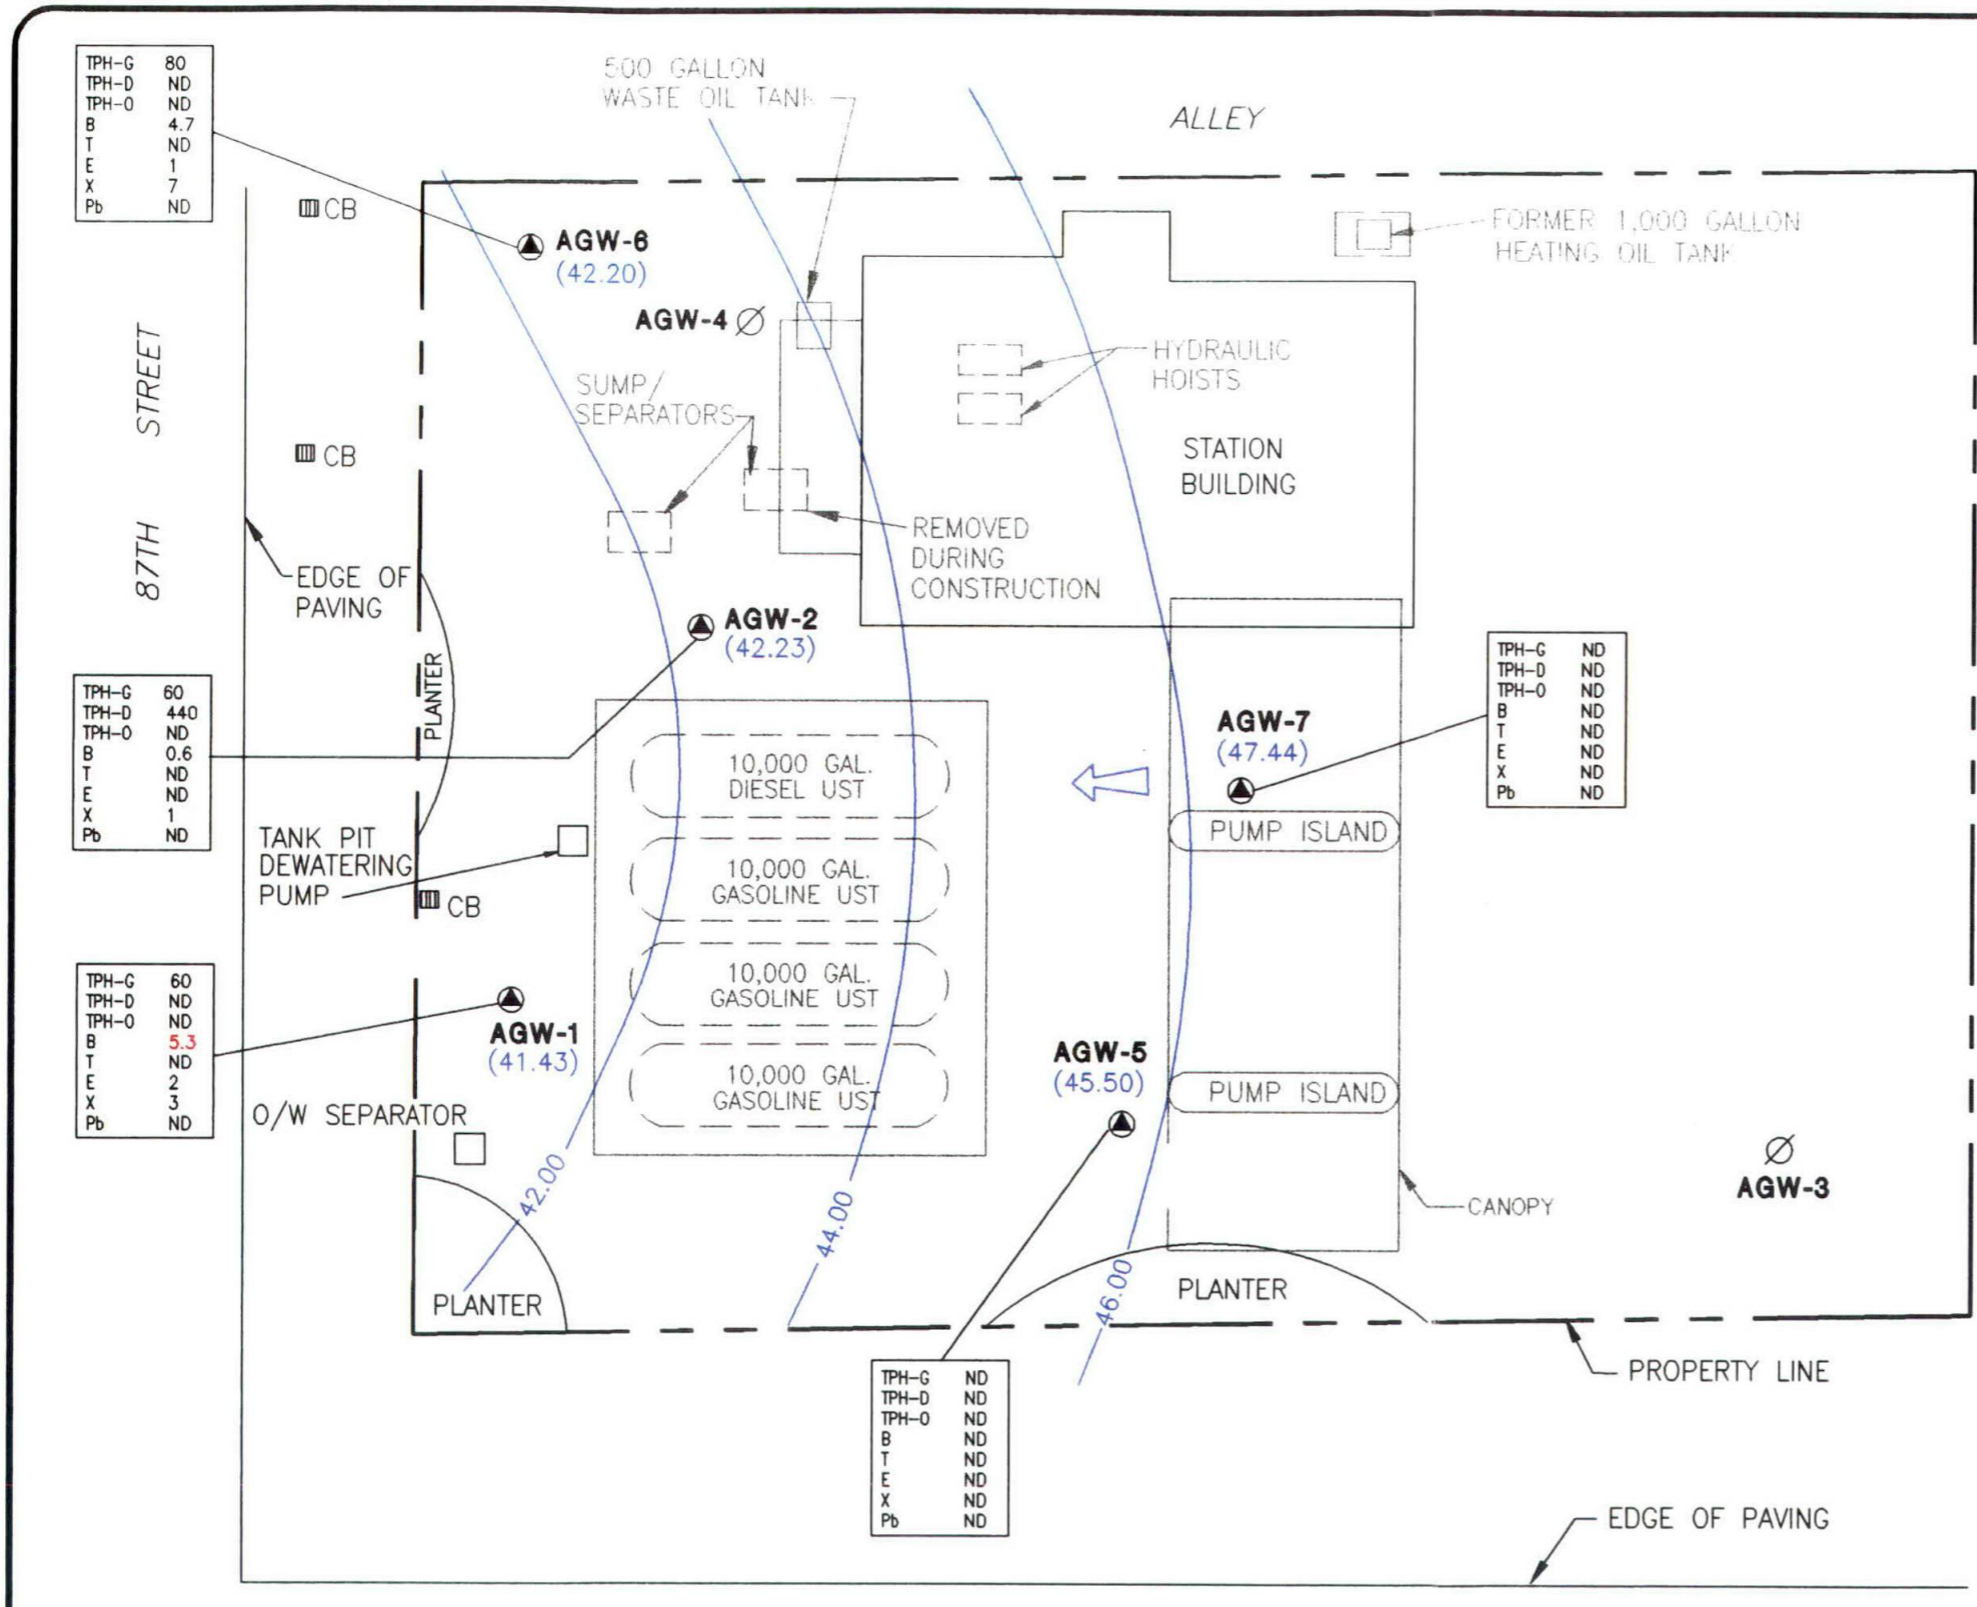 TPH-G 80
TPH-D ND
TPH-O ND
B 4.7
T ND
E 1
X 7
Pb ND
500 GALLON
WASTE OIL TANK
ALLEY
CB
AGW-6
(42.20)
FORMER 1,000 GALLON
HEATING OIL TANK
AGW-4
HYDRAULIC
HOISTS
SUMP/
SEPARATORS
STATION
BUILDING
CB
87TH STREET
EDGE OF
PAVING
REMOVED
DURING
CONSTRUCTION
PLANTER
AGW-2
(42.23)
TPH-G 60
TPH-D 440
TPH-O ND
B 0.6
T ND
E ND
X 1
Pb ND
TPH-G ND
TPH-D ND
TPH-O ND
B ND
T ND
E ND
X ND
Pb ND
AGW-7
(47.44)
10,000 GAL.
DIESEL UST
PUMP ISLAND
TANK PIT
DEWATERING
PUMP
10,000 GAL.
GASOLINE UST
CB
10,000 GAL.
GASOLINE UST
TPH-G 60
TPH-D ND
TPH-O ND
B 5.3
T ND
E 2
X 3
Pb ND
AGW-1
(41.43)
AGW-5
(45.50)
10,000 GAL.
GASOLINE UST
PUMP ISLAND
O/W SEPARATOR
AGW-3
42.00
44.00
46.00
CANOPY
PLANTER
PLANTER
PROPERTY LINE
TPH-G ND
TPH-D ND
TPH-O ND
B ND
T ND
E ND
X ND
Pb ND
EDGE OF PAVING